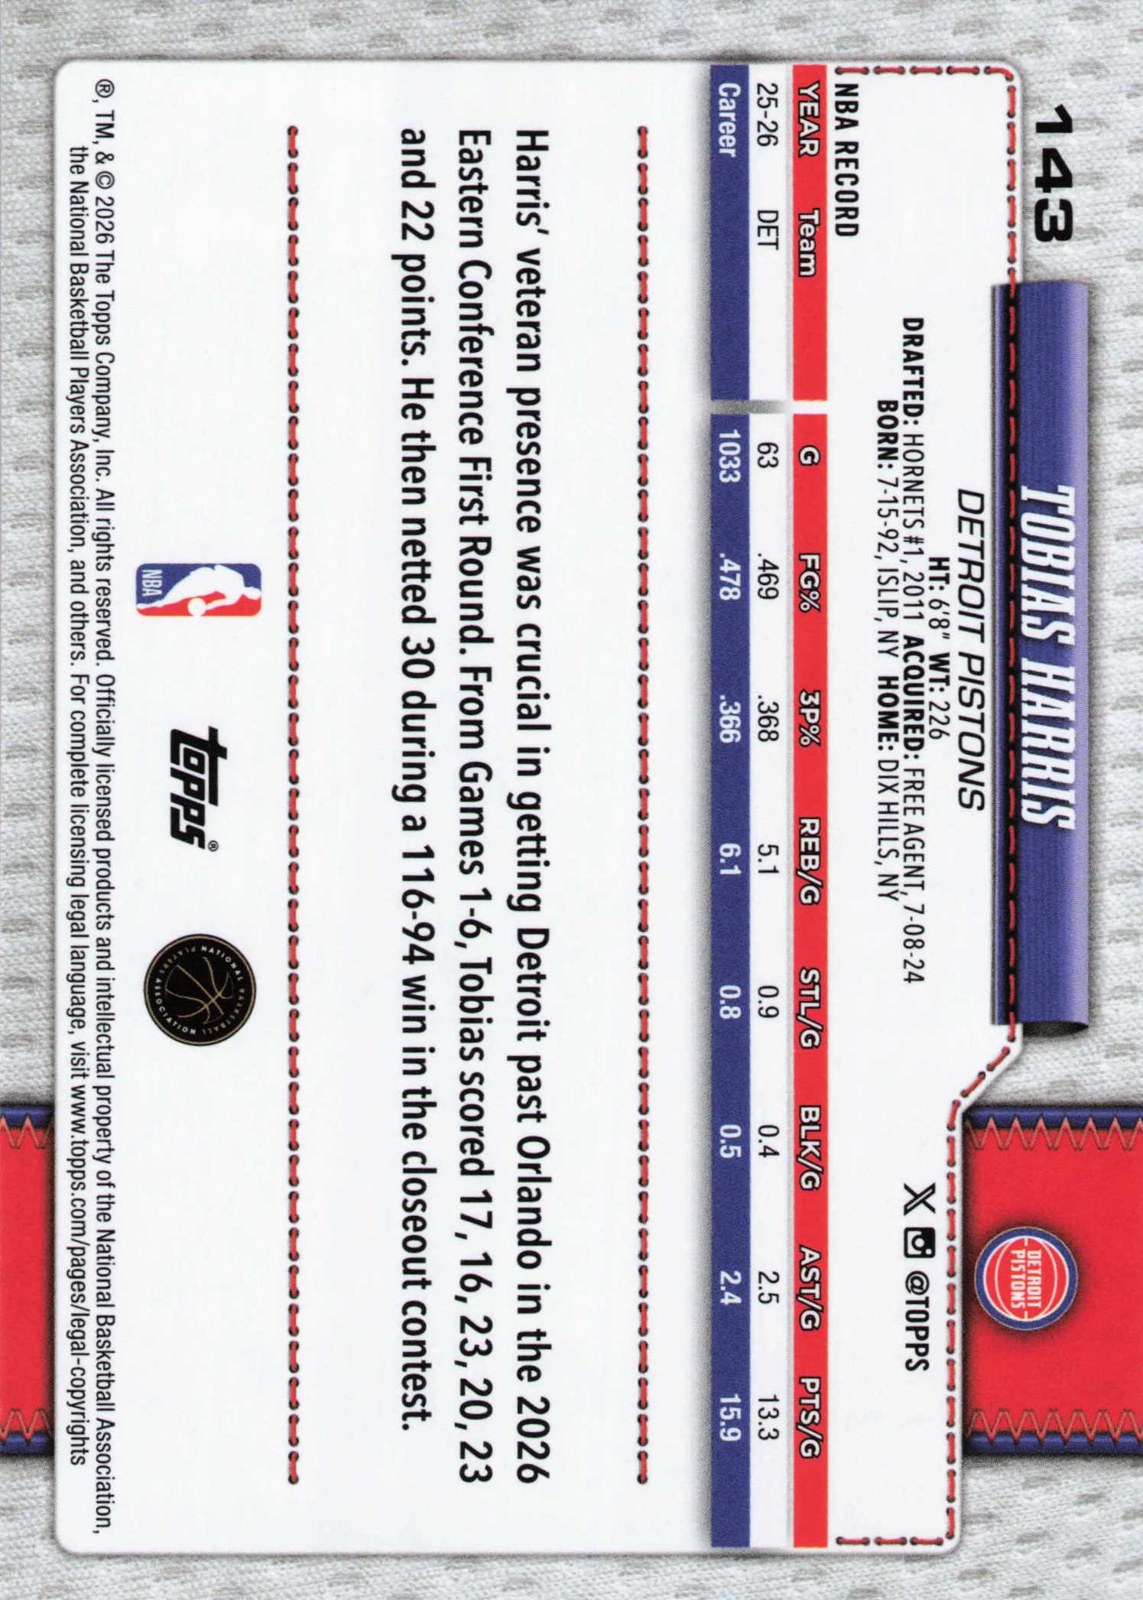 143
TOBIAS HARRIS
DETROIT PISTONS
HT: 6'8" WT: 226
DRAFTED: HORNETS #1, 2011 ACQUIRED: FREE AGENT, 7-08-24
BORN: 7-15-92, ISLIP, NY HOME: DIX HILLS, NY
@TOPPS
DETROIT
PISTONS
NBA RECORD
YEAR Team G FG% 3P% REB/G STL/G BLK/G AST/G PTS/G
25-26 DET 63 .469 .368 5.1 0.9 0.4 2.5 13.3
Career 1033 .478 .366 6.1 0.8 0.5 2.4 15.9
Harris' veteran presence was crucial in getting Detroit past Orlando in the 2026
Eastern Conference First Round. From Games 1-6, Tobias scored 17, 16, 23, 20, 23
and 22 points. He then netted 30 during a 116-94 win in the closeout contest.
NBA
topps®
NATIONAL BASKETBALL
PLAYERS ASSOCIATION
®, TM, & © 2026 The Topps Company, Inc. All rights reserved. Officially licensed products and intellectual property of the National Basketball Association,
the National Basketball Players Association, and others. For complete licensing legal language, visit www.topps.com/pages/legal-copyrights